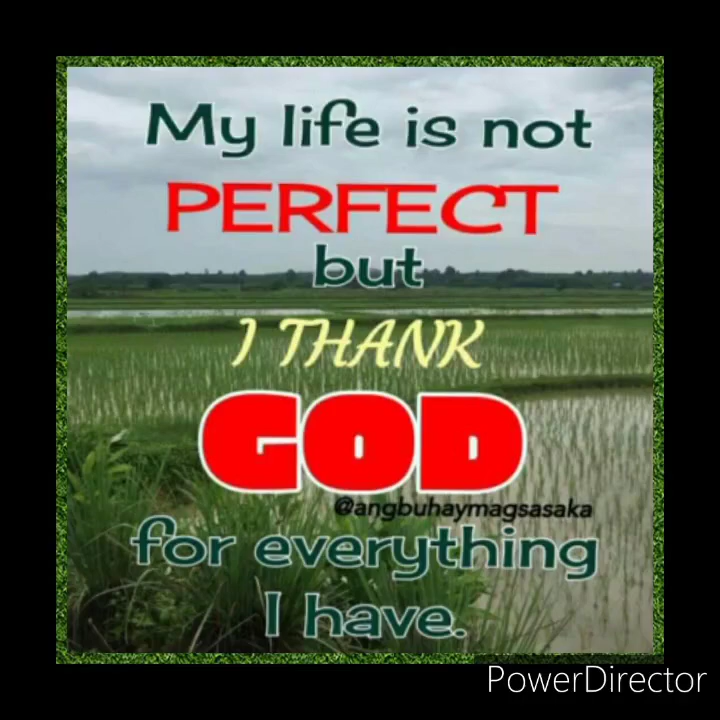 My life is not
PERFECT
but
I THANK
GOD
@angbuhaymagsasaka
for everything
I have.
PowerDirector